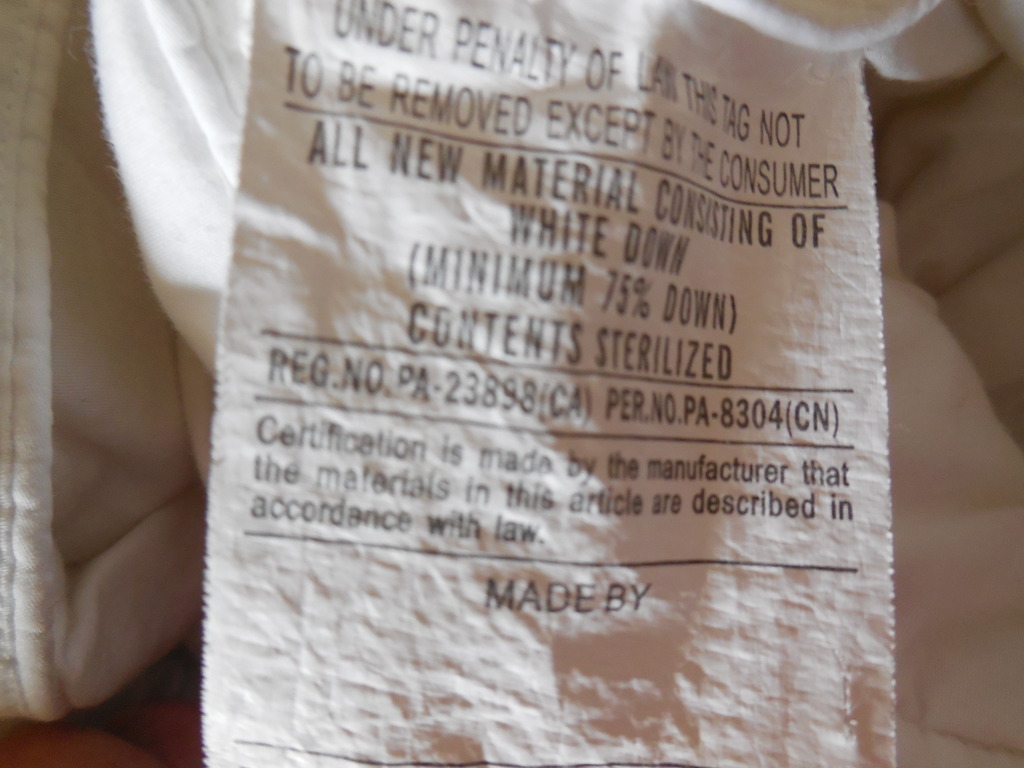 UNDER PENALTY OF LAW THIS TAG NOT
TO BE REMOVED EXCEPT BY THE CONSUMER
ALL NEW MATERIAL CONSISTING OF
WHITE DOWN
(MINIMUM 75% DOWN)
CONTENTS STERILIZED
REG.NO.PA-23898(CA) PER.NO.PA-8304(CN)
Certification is made by the manufacturer that
the materials in this article are described in
accordance with law.
MADE BY